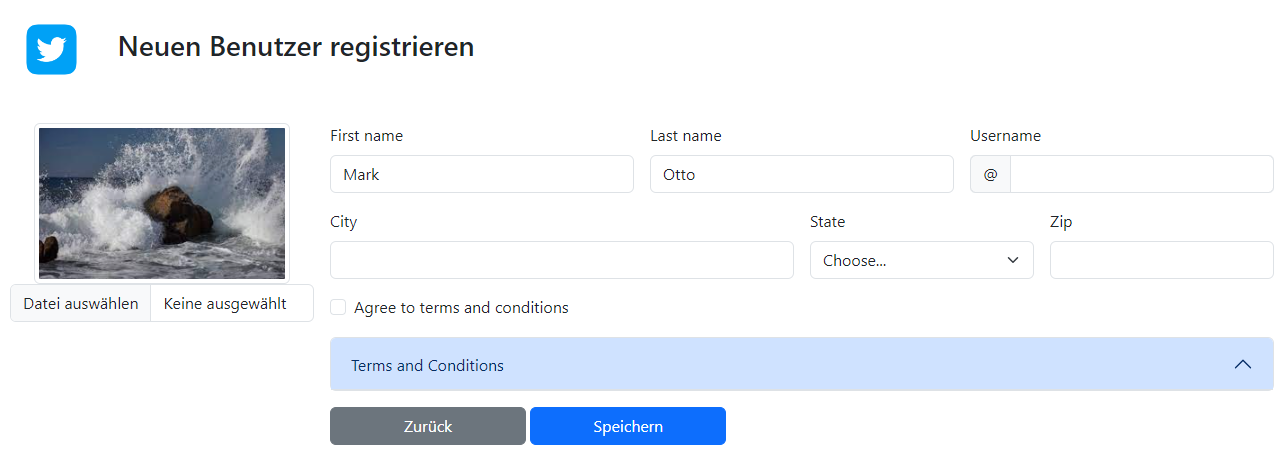 Neuen Benutzer registrieren
First name Last name Username
Mark Otto @
City State Zip
Choose...
Datei auswählen Keine ausgewählt
Agree to terms and conditions
Terms and Conditions
Zurück Speichern